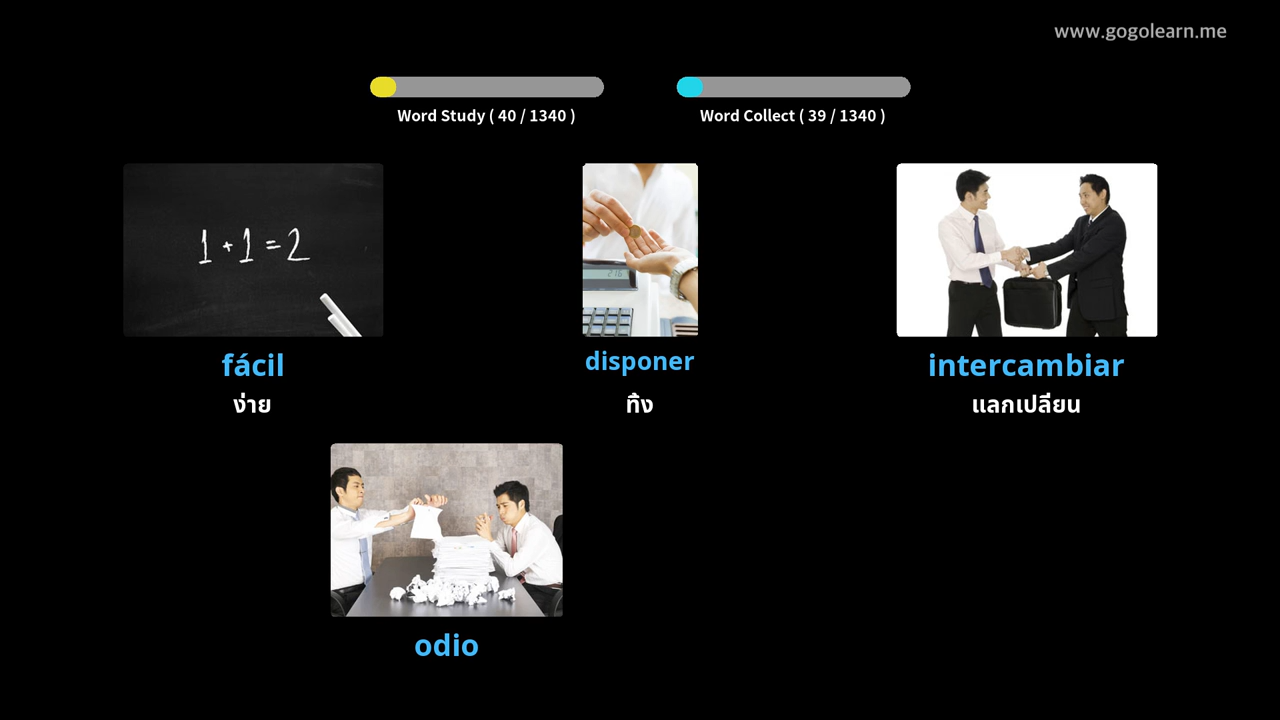 www.gogolearn.me
Word Study ( 40 / 1340 )
Word Collect ( 39 / 1340 )
1 + 1 = 2
216
fácil
disponer
intercambiar
ง่าย
ทิ้ง
แลกเปลี่ยน
odio